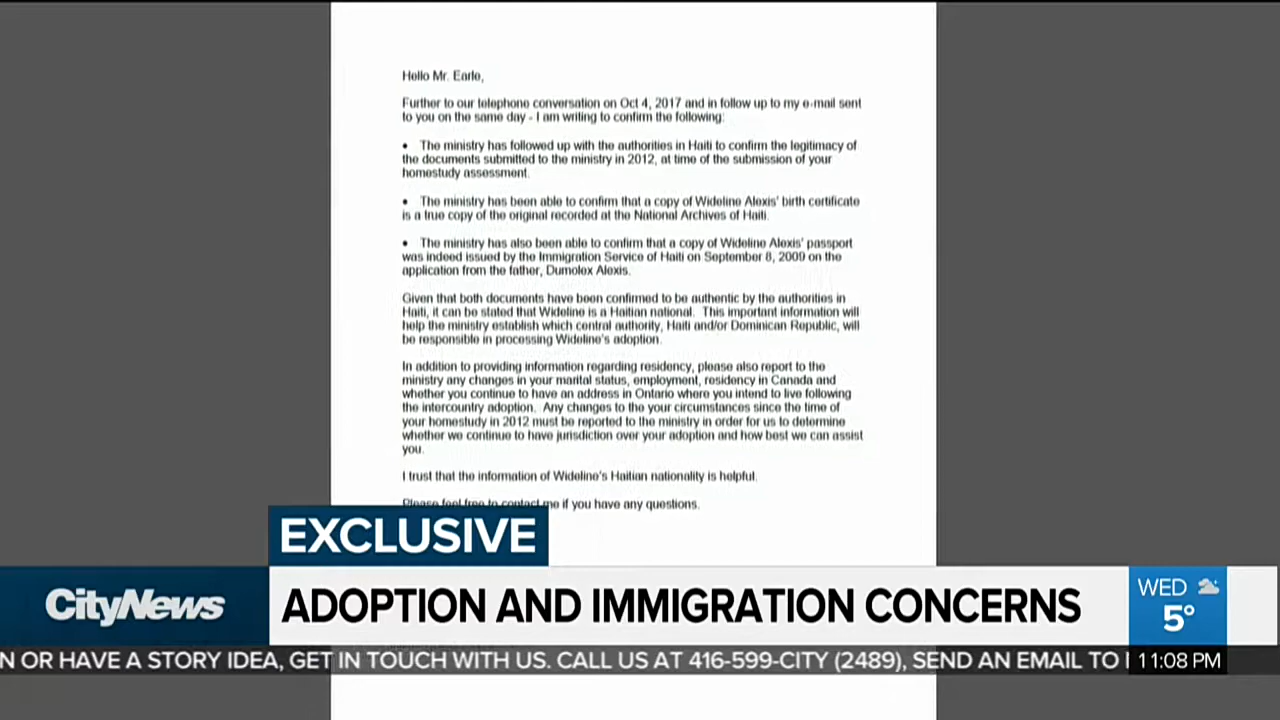 Hello Mr. Earle,
Further to our telephone conversation on Oct 4, 2017 and in follow up to my e-mail sent
to you on the same day - I am writing to confirm the following:
• The ministry has followed up with the authorities in Haiti to confirm the legitimacy of
the documents submitted to the ministry in 2012, at time of the submission of your
homestudy assessment.
• The ministry has been able to confirm that a copy of Wideline Alexis' birth certificate
is a true copy of the original recorded at the National Archives of Haiti.
• The ministry has also been able to confirm that a copy of Wideline Alexis' passport
was indeed issued by the Immigration Service of Haiti on September 8, 2009 on the
application from the father, Dumolex Alexis.
Given that both documents have been confirmed to be authentic by the authorities in
Haiti, it can be stated that Wideline is a Haitian national. This important information will
help the ministry establish which central authority, Haiti and/or Dominican Republic, will
be responsible in processing Wideline's adoption.
In addition to providing information regarding residency, please also report to the
ministry any changes in your marital status, employment, residency in Canada and
whether you continue to have an address in Ontario where you intend to live following
the intercountry adoption. Any changes to the your circumstances since the time of
your homestudy in 2012 must be reported to the ministry in order for us to determine
whether we continue to have jurisdiction over your adoption and how best we can assist
you.
I trust that the information of Wideline's Haitian nationality is helpful.
Please feel free to contact me if you have any questions.
EXCLUSIVE
CityNews
ADOPTION AND IMMIGRATION CONCERNS
WED
5°
N OR HAVE A STORY IDEA, GET IN TOUCH WITH US. CALL US AT 416-599-CITY (2489), SEND AN EMAIL TO
11:08 PM